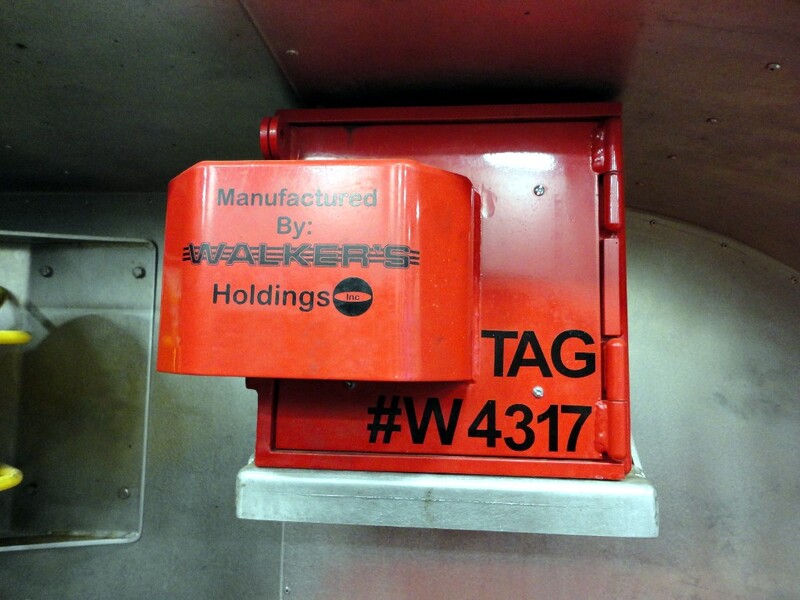 Manufactured
By:
WALKER'S
Holdings Inc
TAG
#W4317